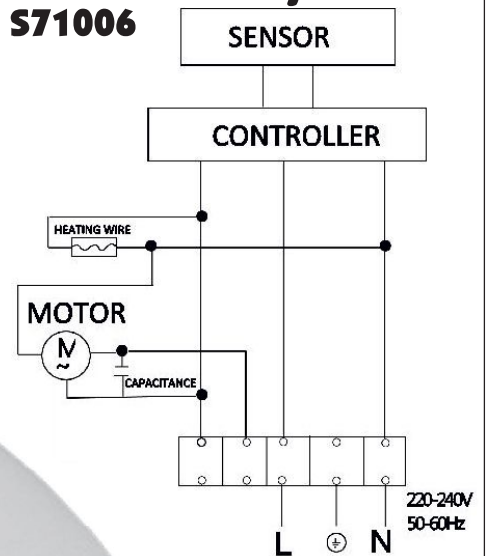 S71006
SENSOR
CONTROLLER
HEATING WIRE
MOTOR
M
~
CAPACITANCE
220-240V
50-60Hz
L
N